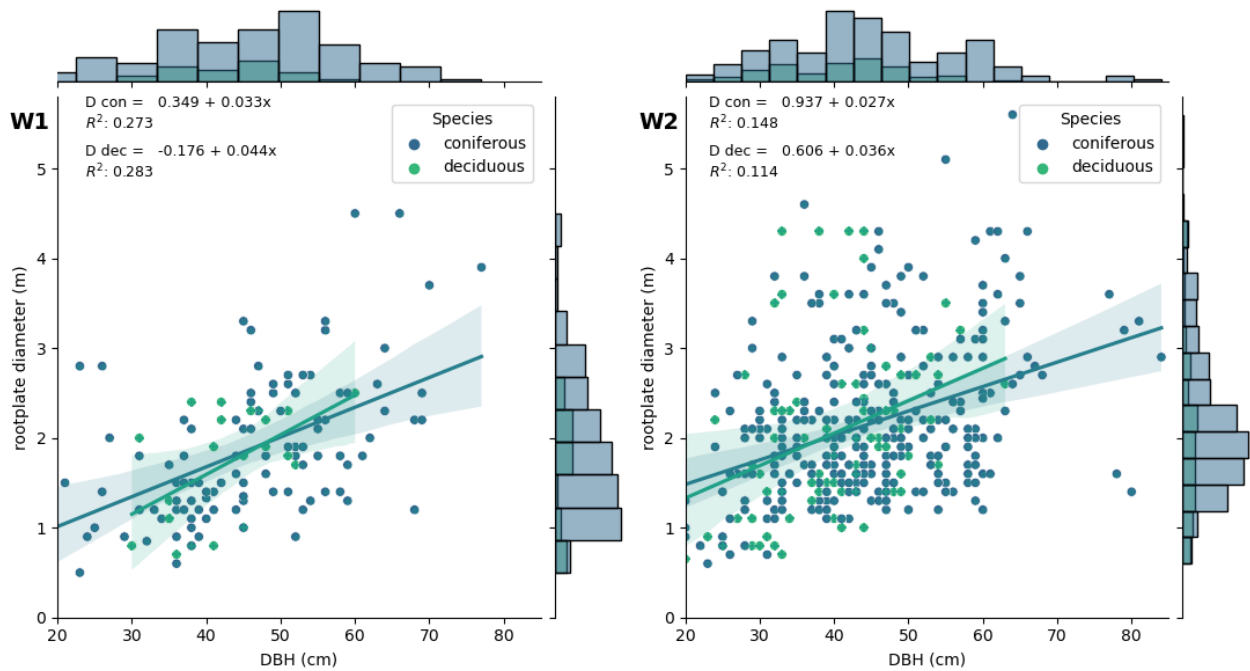 W1
D con =   0.349 + 0.033x
R²: 0.273
D dec =   -0.176 + 0.044x
R²: 0.283
Species
coniferous
deciduous
rootplate diameter (m)
5
4
3
2
1
0
20 30 40 50 60 70 80
DBH (cm)
W2
D con =   0.937 + 0.027x
R²: 0.148
D dec =   0.606 + 0.036x
R²: 0.114
Species
coniferous
deciduous
rootplate diameter (m)
5
4
3
2
1
0
20 30 40 50 60 70 80
DBH (cm)